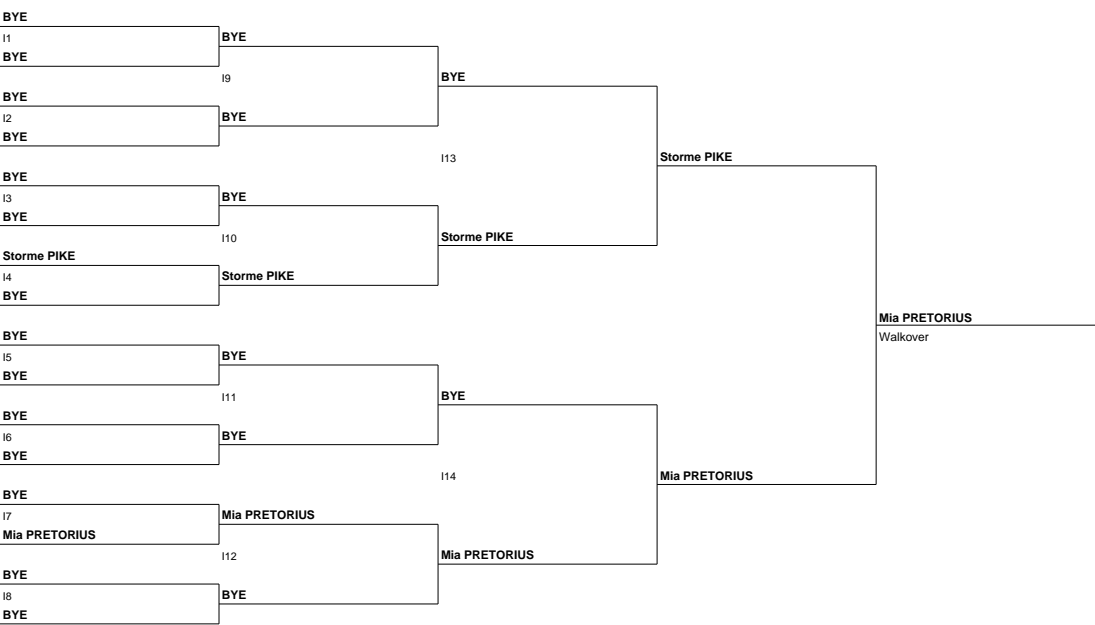 BYE
I1
BYE
BYE
I9
BYE
BYE
I2
BYE
BYE
I13
Storme PIKE
BYE
I3
BYE
BYE
I10
Storme PIKE
Storme PIKE
I4
Storme PIKE
BYE
Mia PRETORIUS
Walkover
BYE
I5
BYE
BYE
I11
BYE
BYE
I6
BYE
BYE
I14
Mia PRETORIUS
BYE
I7
Mia PRETORIUS
Mia PRETORIUS
I12
Mia PRETORIUS
BYE
I8
BYE
BYE